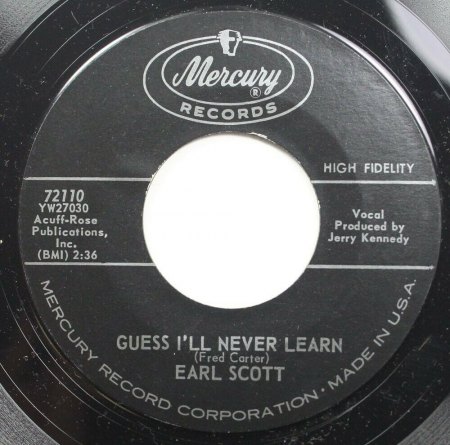 Mercury
®
RECORDS
HIGH FIDELITY
72110
YW27030
Acuff-Rose
Publications,
Inc.
(BMI) 2:36
Vocal
Produced by
Jerry Kennedy
GUESS I'LL NEVER LEARN
(Fred Carter)
EARL SCOTT
MERCURY RECORD CORPORATION • MADE IN U.S.A.